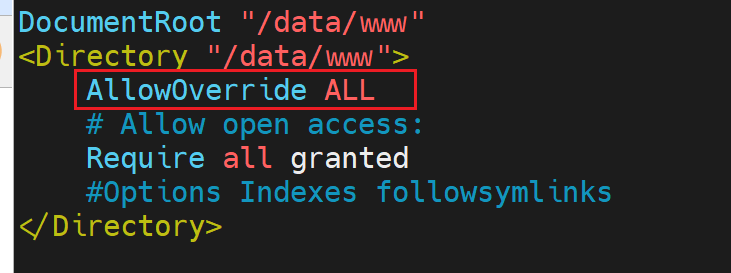 DocumentRoot "/data/www"
<Directory "/data/www">
    AllowOverride ALL
    # Allow open access:
    Require all granted
    #Options Indexes followsymlinks
</Directory>